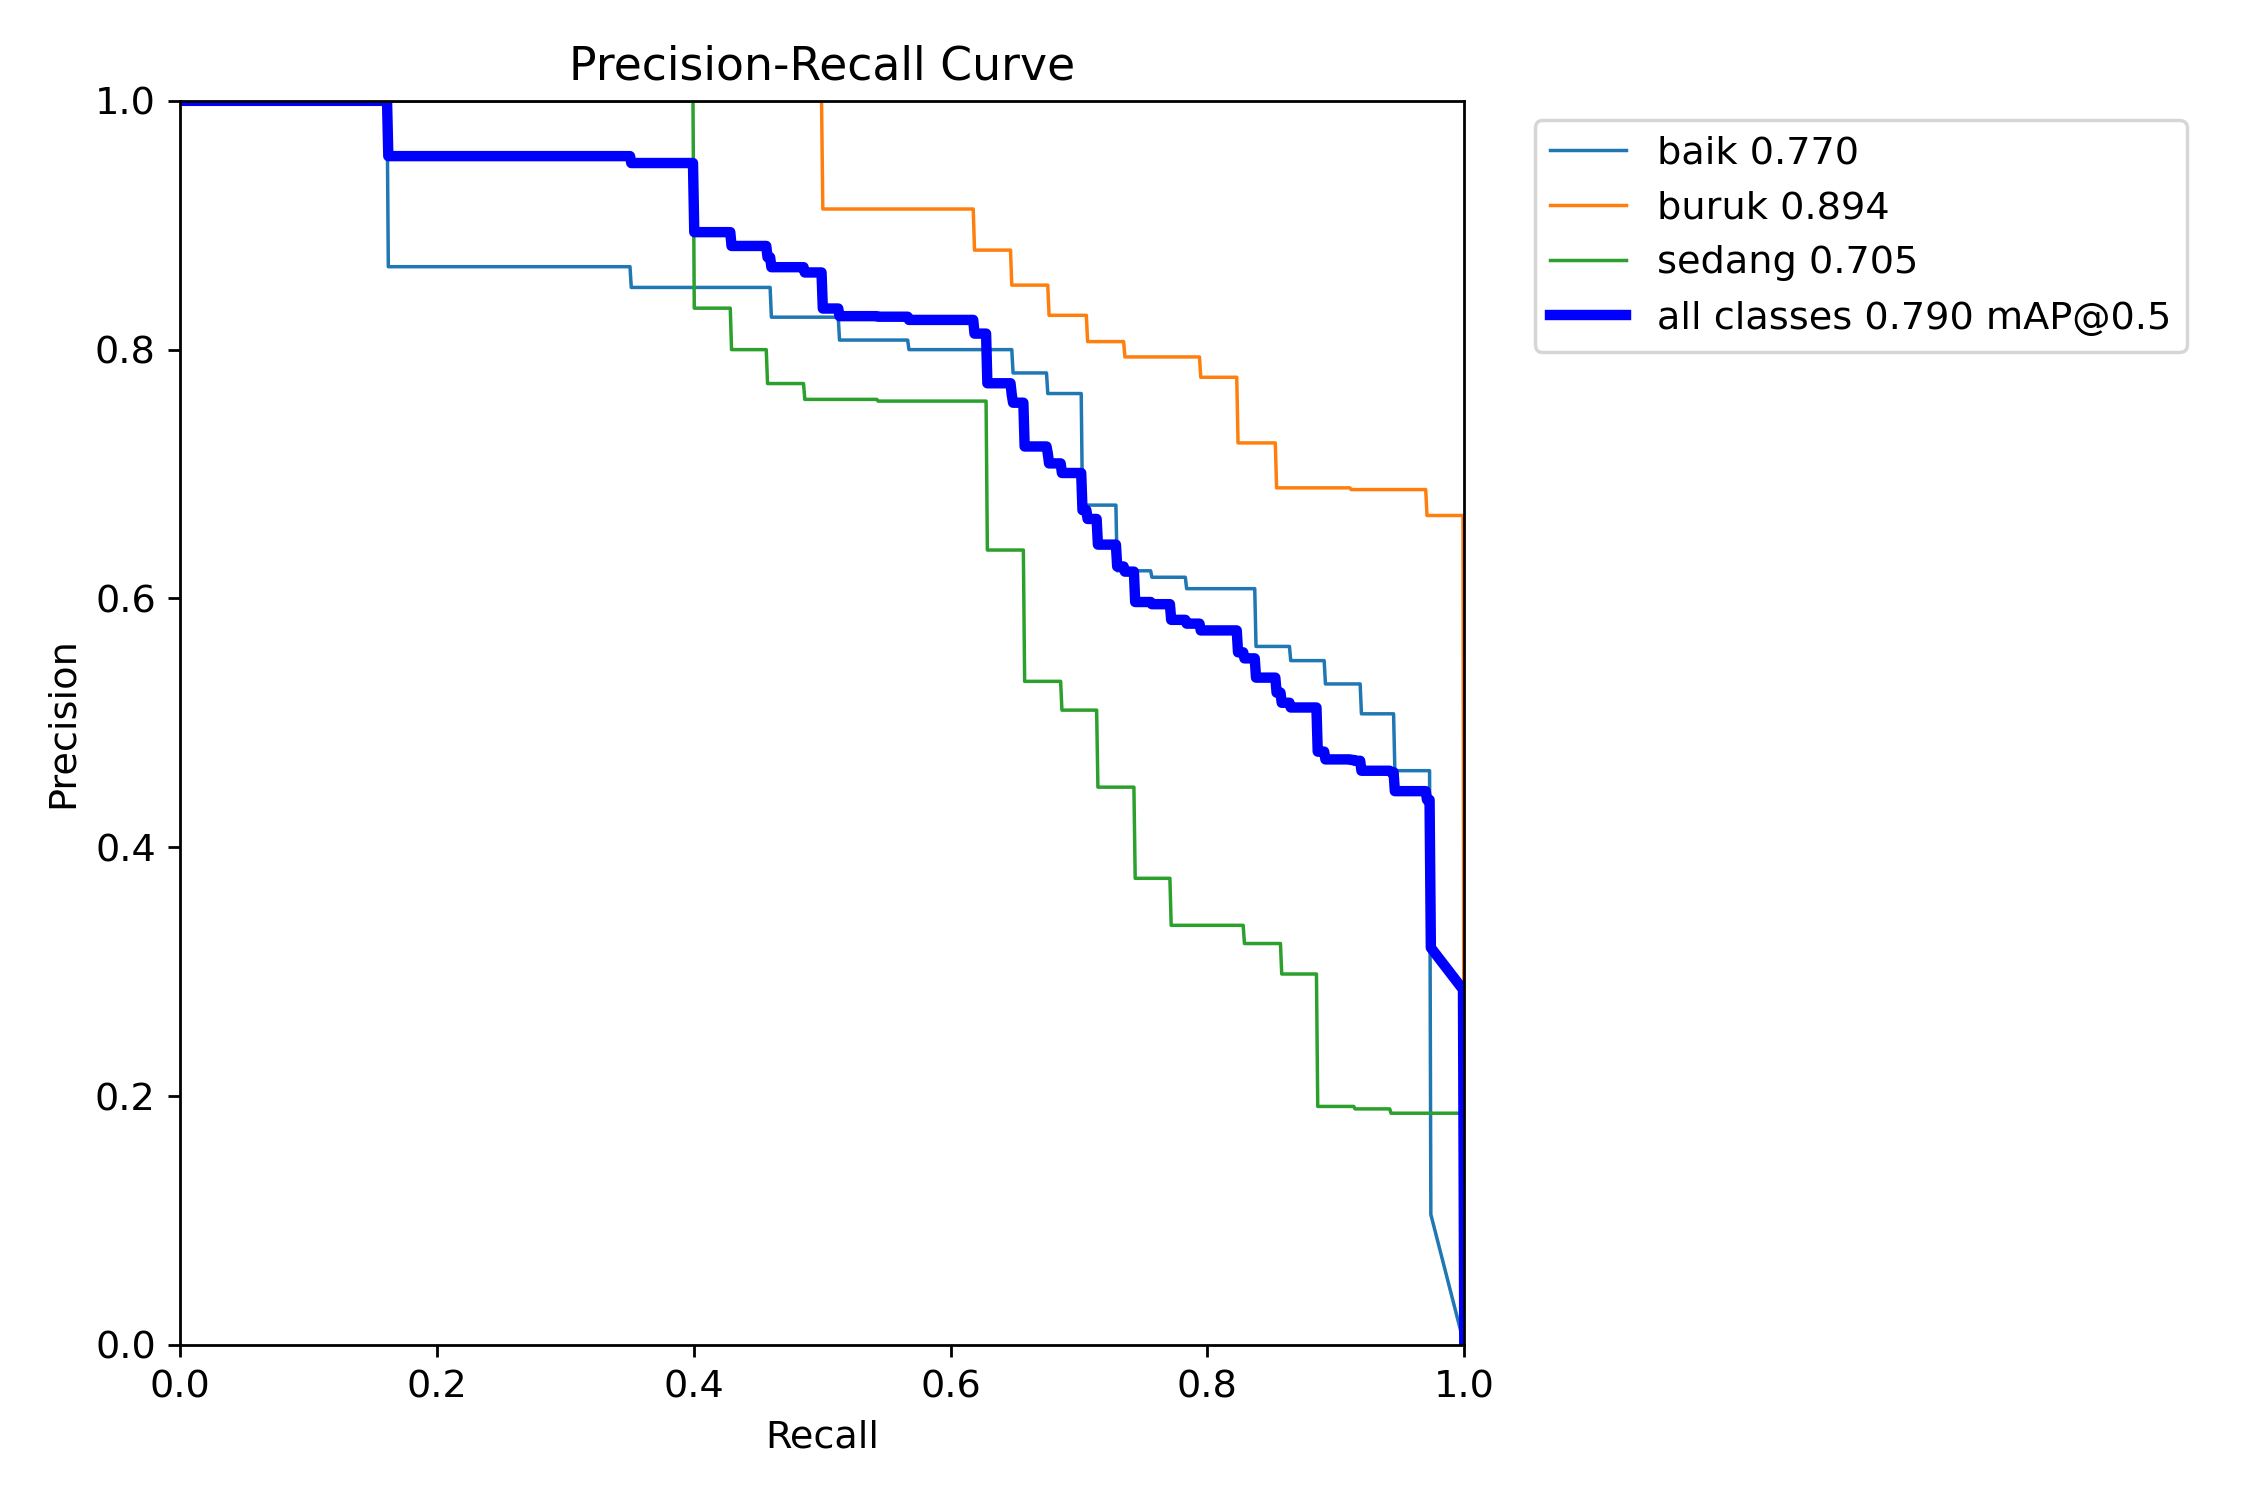 Precision-Recall Curve
1.0
0.8
0.6
0.4
0.2
0.0
Precision
0.0 0.2 0.4 0.6 0.8 1.0
Recall
baik 0.770
buruk 0.894
sedang 0.705
all classes 0.790 mAP@0.5